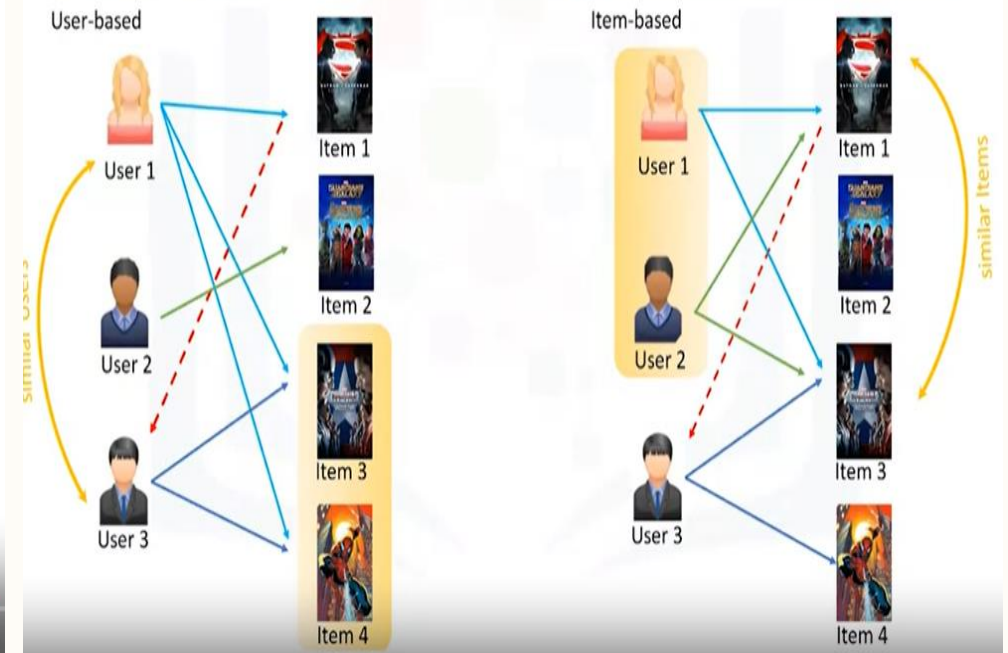 User-based
User 1
User 2
User 3
similar Users
Item 1
Item 2
Item 3
Item 4
Item-based
User 1
User 2
User 3
Item 1
Item 2
Item 3
Item 4
similar Items